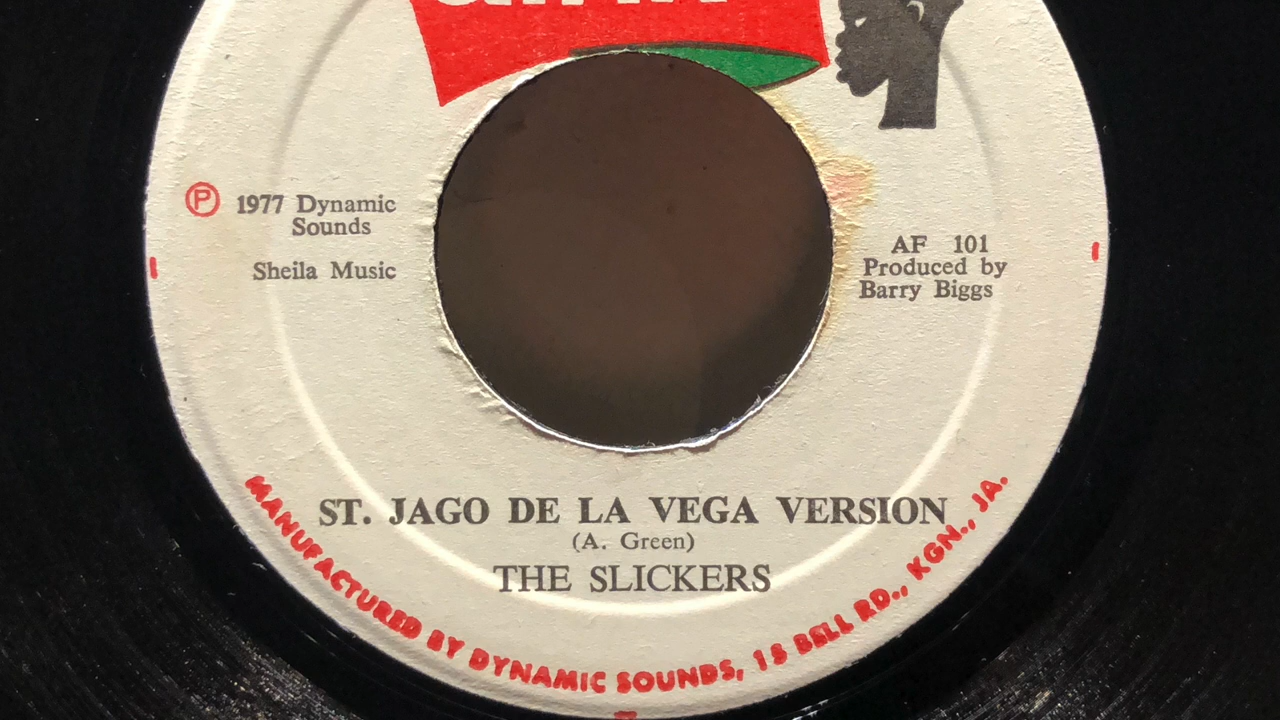 ℗ 1977 Dynamic
Sounds
Sheila Music
AF 101
Produced by
Barry Biggs
ST. JAGO DE LA VEGA VERSION
(A. Green)
THE SLICKERS
MANUFACTURED BY DYNAMIC SOUNDS, 15 BELL RD., KGN., JA.